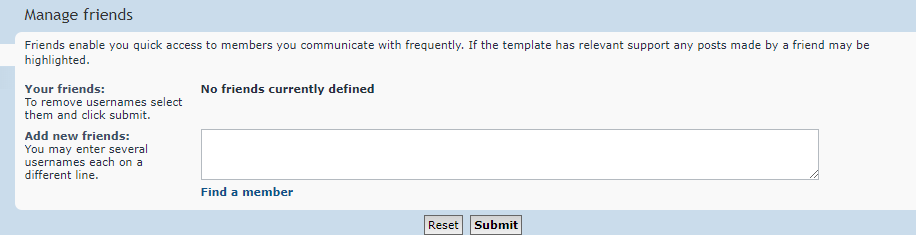 Manage friends
Friends enable you quick access to members you communicate with frequently. If the template has relevant support any posts made by a friend may be
highlighted.
Your friends:
To remove usernames select
them and click submit.
No friends currently defined
Add new friends:
You may enter several
usernames each on a
different line.
Find a member
Reset Submit